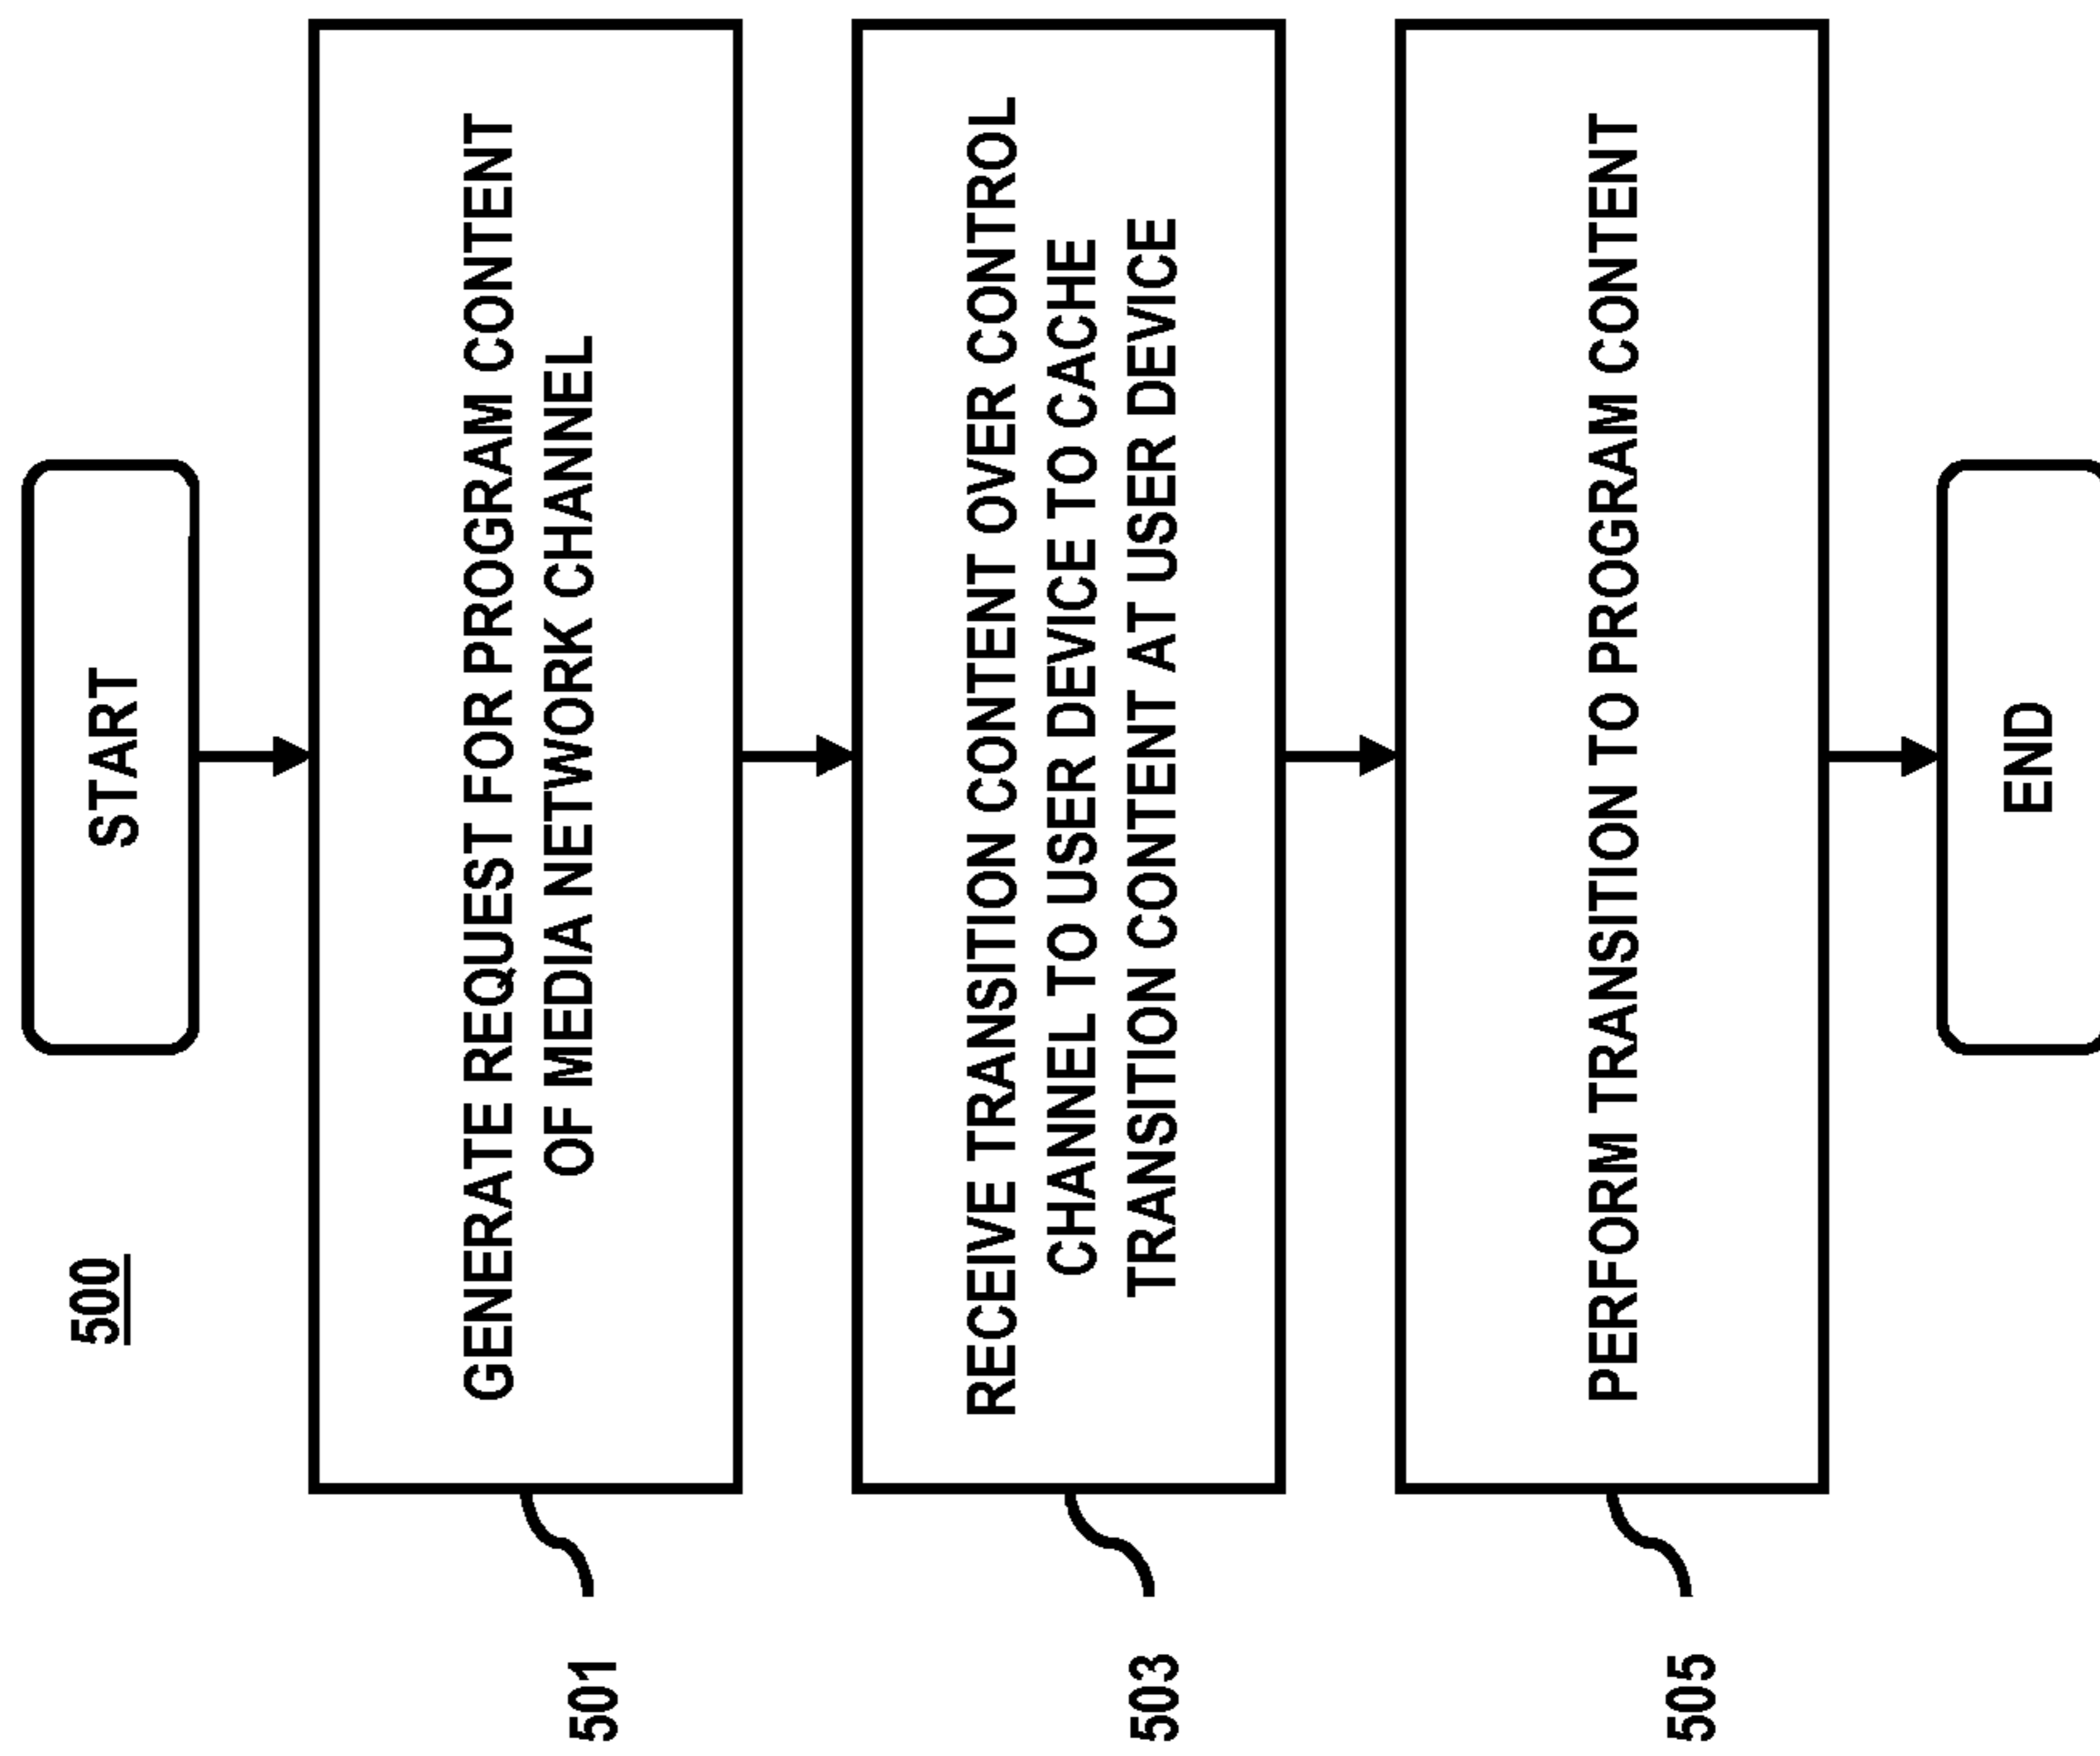 500
START
GENERATE REQUEST FOR PROGRAM CONTENT
OF MEDIA NETWORK CHANNEL
501
RECEIVE TRANSITION CONTENT OVER CONTROL
CHANNEL TO USER DEVICE TO CACHE
TRANSITION CONTENT AT USER DEVICE
503
PERFORM TRANSITION TO PROGRAM CONTENT
505
END